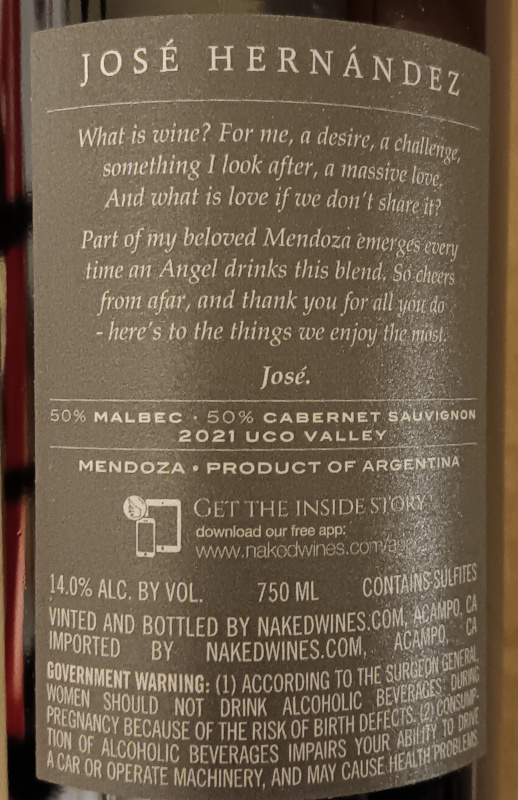 JOSÉ HERNÁNDEZ
What is wine? For me, a desire, a challenge,
something I look after, a massive love.
And what is love if we don't share it?
Part of my beloved Mendoza emerges every
time an Angel drinks this blend. So cheers
from afar, and thank you for all you do
- here's to the things we enjoy the most.
José.
50% MALBEC · 50% CABERNET SAUVIGNON
2021 UCO VALLEY
MENDOZA • PRODUCT OF ARGENTINA
GET THE INSIDE STORY
download our free app:
www.nakedwines.com/app
14.0% ALC. BY VOL. 750 ML CONTAINS SULFITES
VINTED AND BOTTLED BY NAKEDWINES.COM, ACAMPO, CA
IMPORTED BY NAKEDWINES.COM, ACAMPO, CA
GOVERNMENT WARNING: (1) ACCORDING TO THE SURGEON GENERAL,
WOMEN SHOULD NOT DRINK ALCOHOLIC BEVERAGES DURING
PREGNANCY BECAUSE OF THE RISK OF BIRTH DEFECTS. (2) CONSUMP-
TION OF ALCOHOLIC BEVERAGES IMPAIRS YOUR ABILITY TO DRIVE
A CAR OR OPERATE MACHINERY, AND MAY CAUSE HEALTH PROBLEMS.